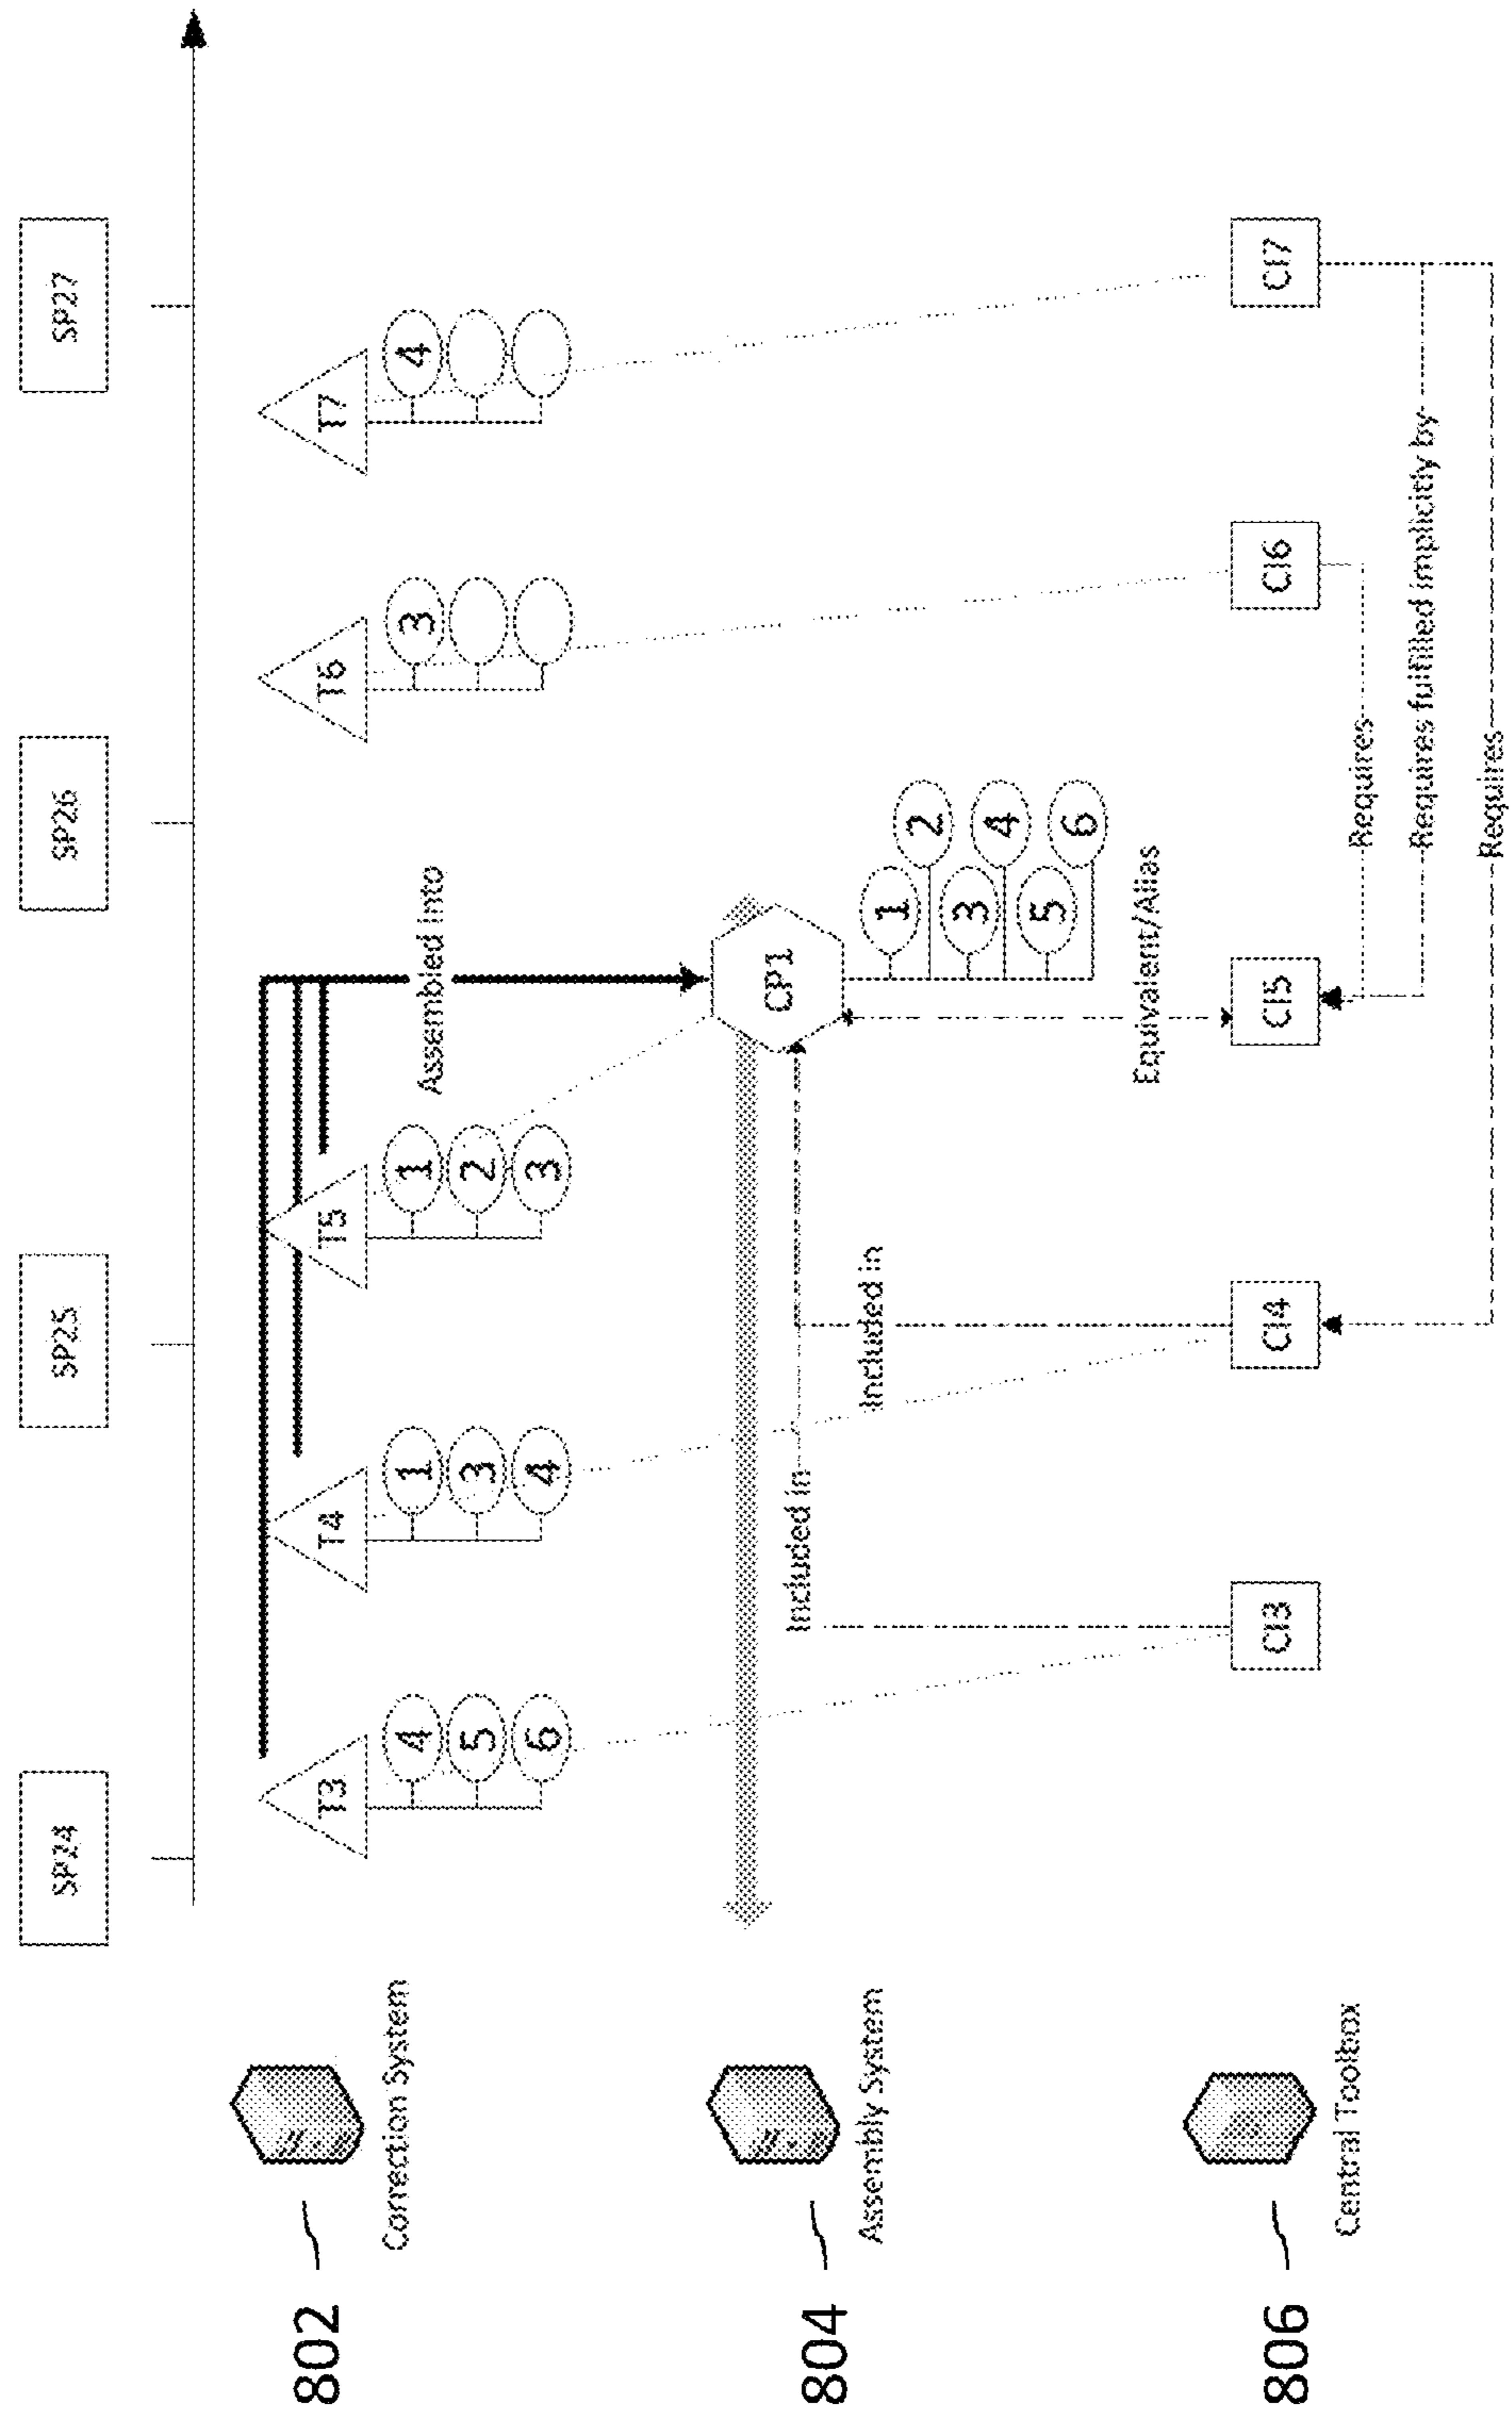 SP24
SP25
SP26
SP27
802
Correction System
T3
4
5
6
T4
1
3
4
T5
1
2
3
T6
3
T7
4
Assembled into
804
Assembly System
CP1
1
2
3
4
5
6
Included in
Included in
Equivalent/Alias
806
Central Toolbox
CI3
CI4
CI5
CI6
CI7
Requires
Requires fulfilled implicitly by
Requires